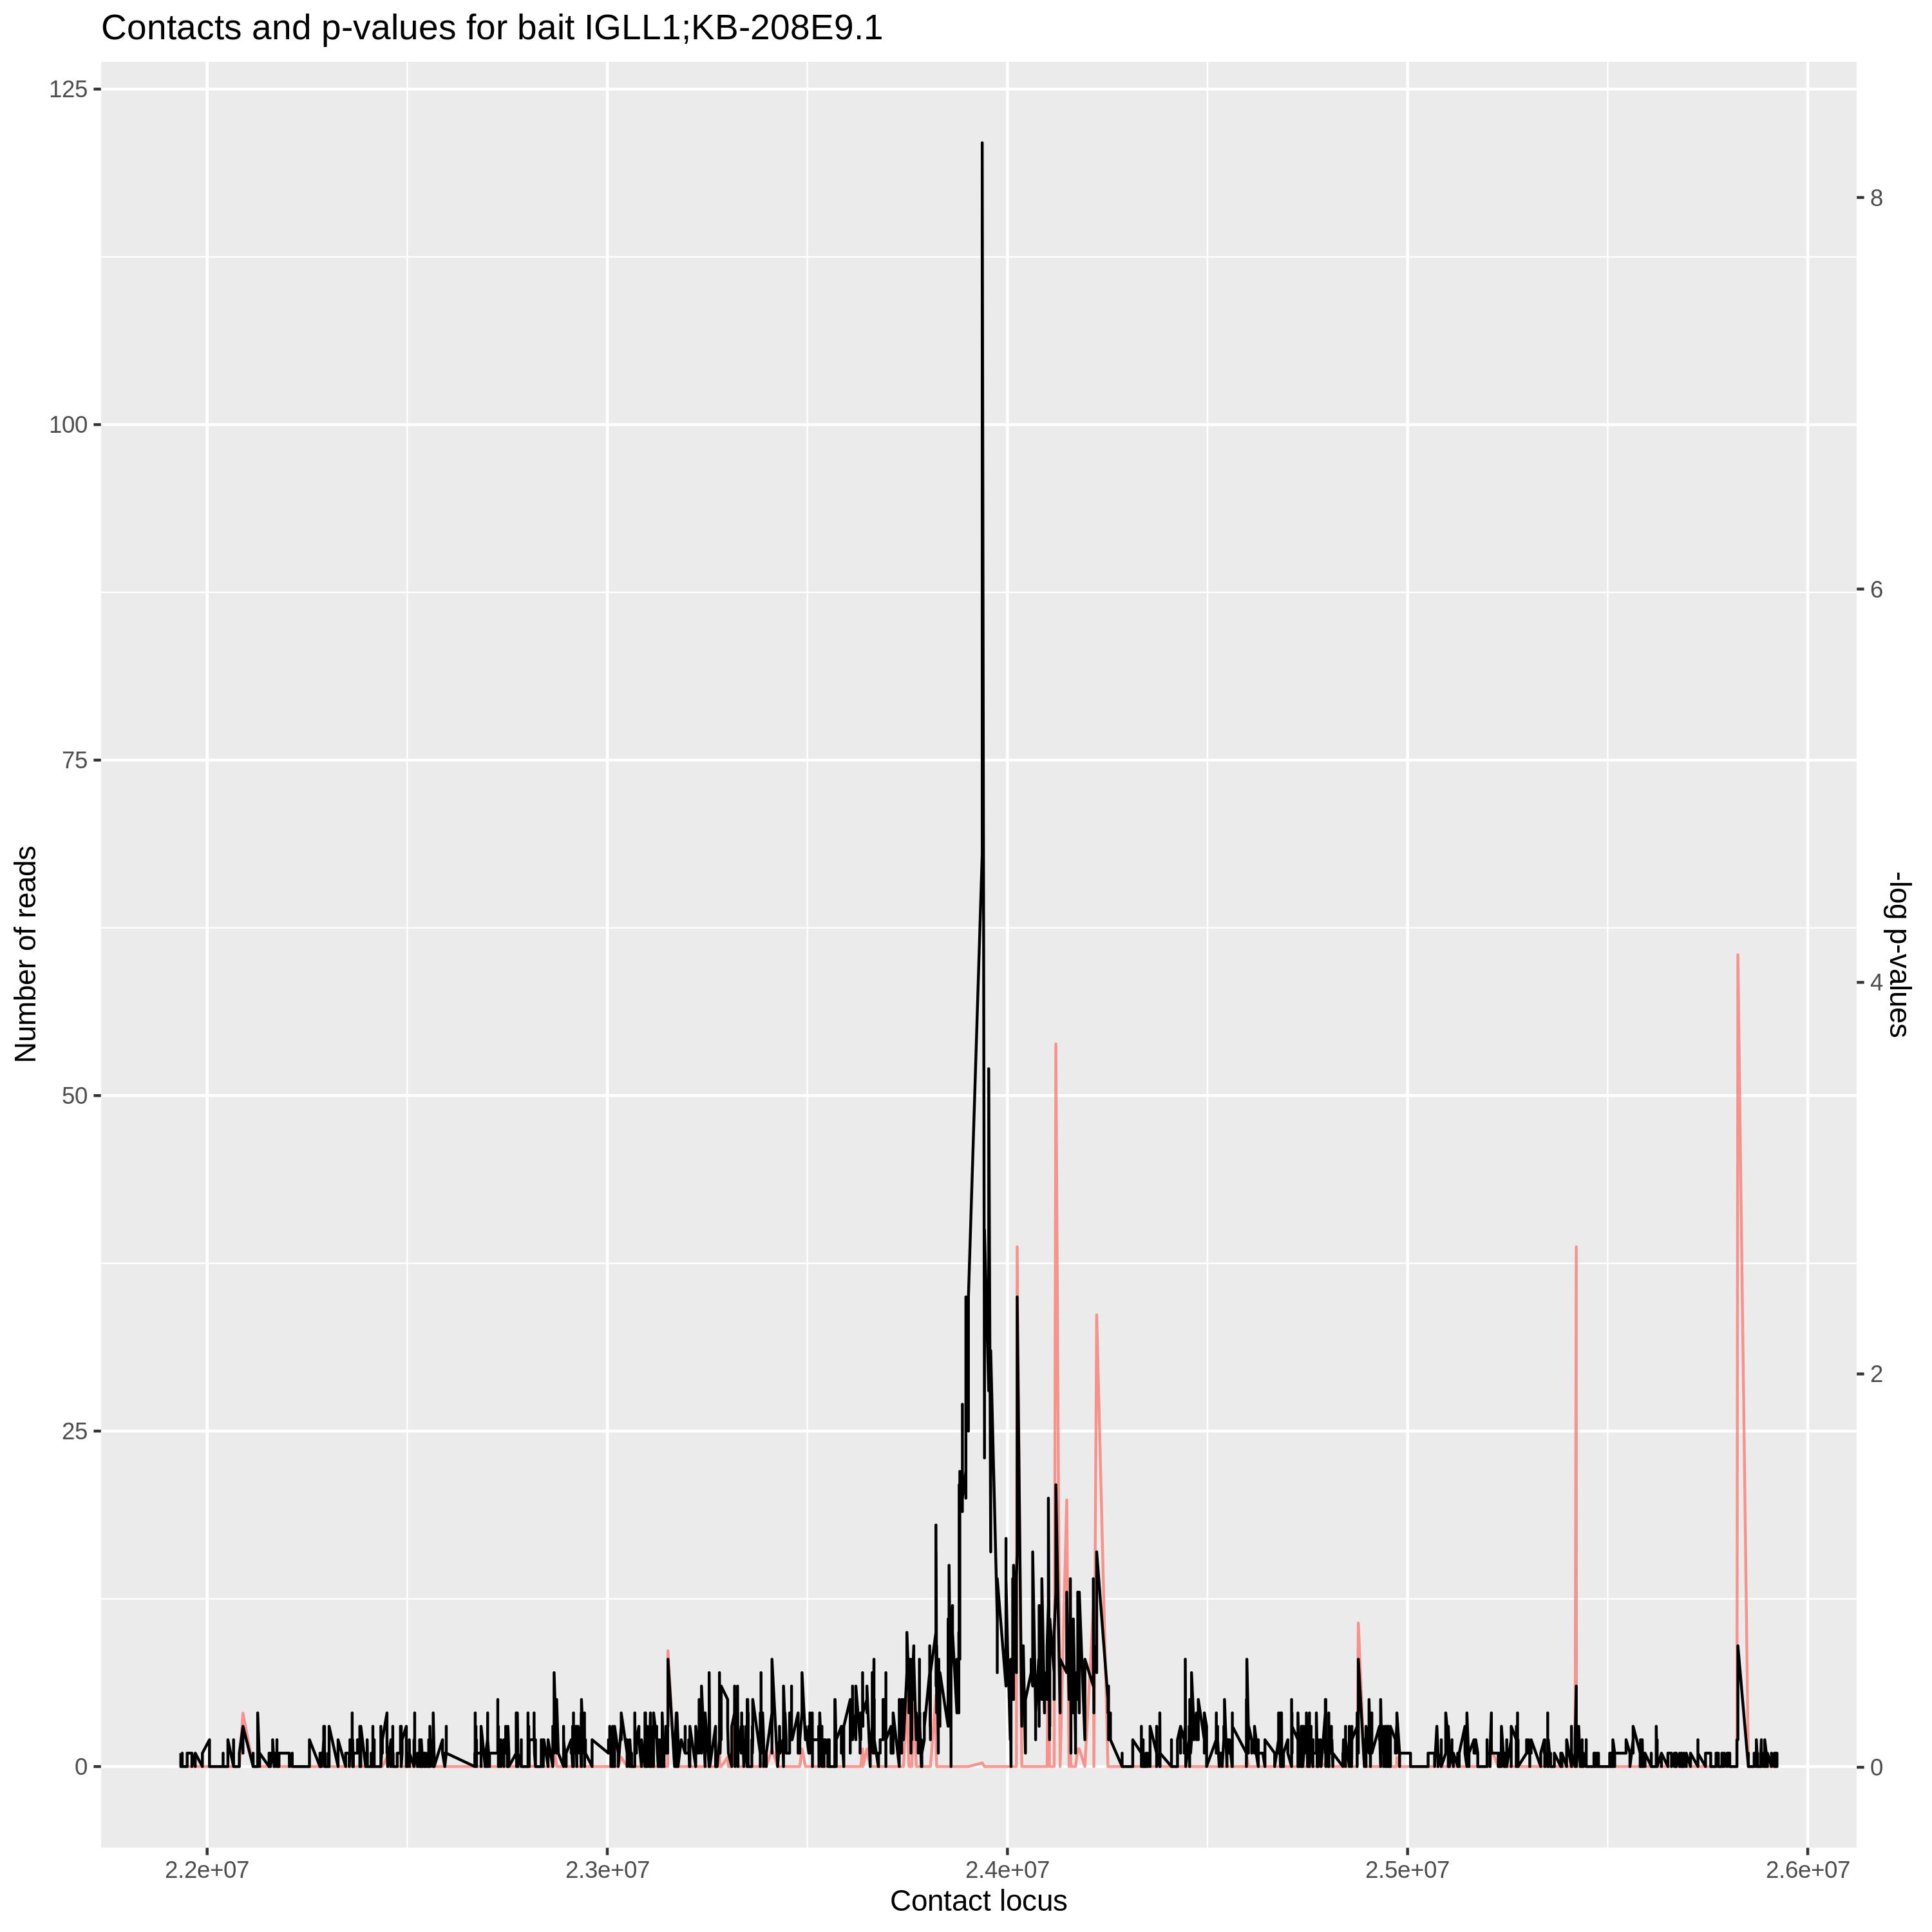 Contacts and p-values for bait IGLL1;KB-208E9.1
125
100
75
50
25
0
Number of reads
8
6
4
2
0
-log p-values
2.2e+07
2.3e+07
2.4e+07
2.5e+07
2.6e+07
Contact locus